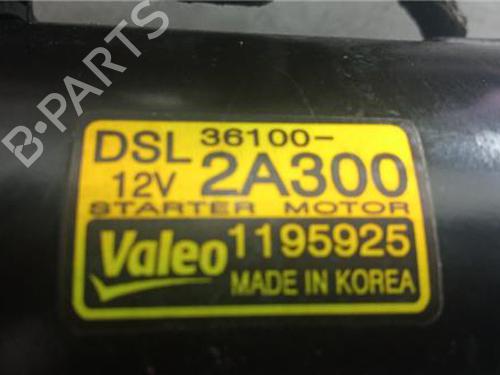 B-PARTS
DSL 36100-
12V 2A300
STARTER MOTOR
Valeo 1195925
MADE IN KOREA